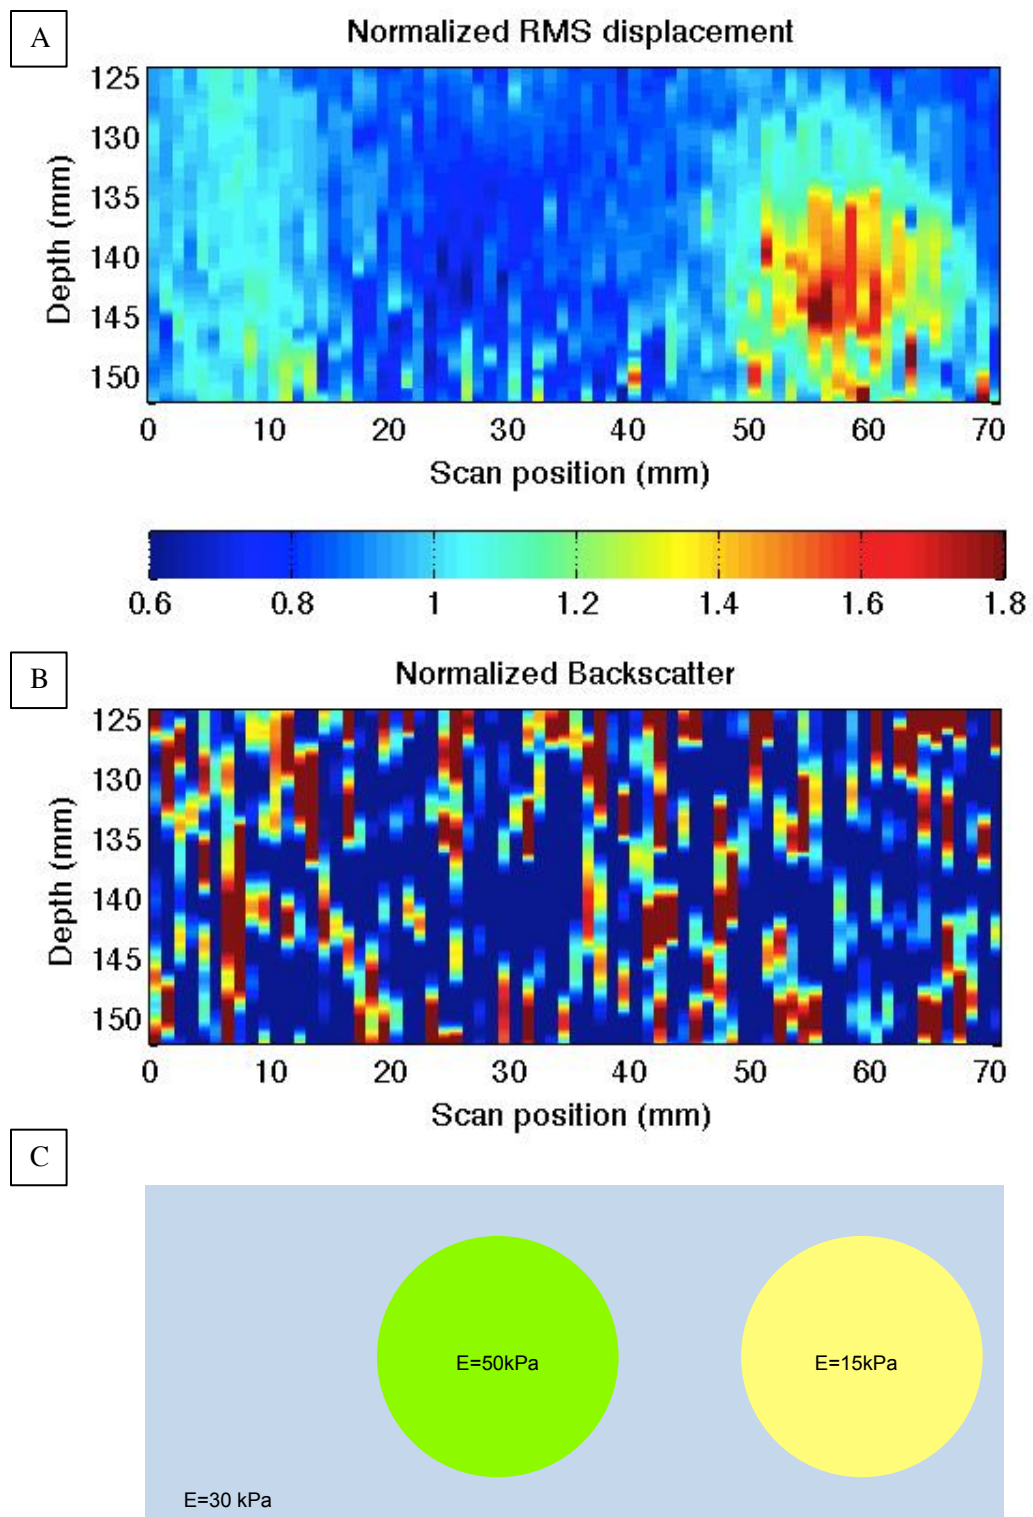 A
Normalized RMS displacement
125
130
135
140
145
150
Depth (mm)
0 10 20 30 40 50 60 70
Scan position (mm)
0.6 0.8 1 1.2 1.4 1.6 1.8
B
Normalized Backscatter
125
130
135
140
145
150
Depth (mm)
0 10 20 30 40 50 60 70
Scan position (mm)
C
E=50kPa
E=15kPa
E=30 kPa